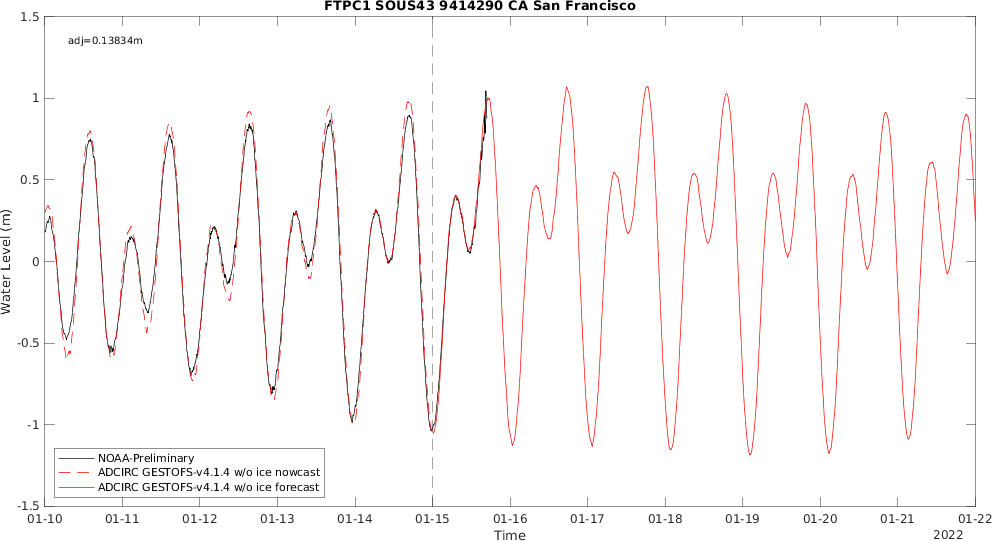 FTPC1 SOUS43 9414290 CA San Francisco
adj=0.13834m
1.5
1
0.5
0
-0.5
-1
-1.5
Water Level (m)
NOAA-Preliminary
ADCIRC GESTOFS-v4.1.4 w/o ice nowcast
ADCIRC GESTOFS-v4.1.4 w/o ice forecast
01-10 01-11 01-12 01-13 01-14 01-15 01-16 01-17 01-18 01-19 01-20 01-21 01-22
Time
2022